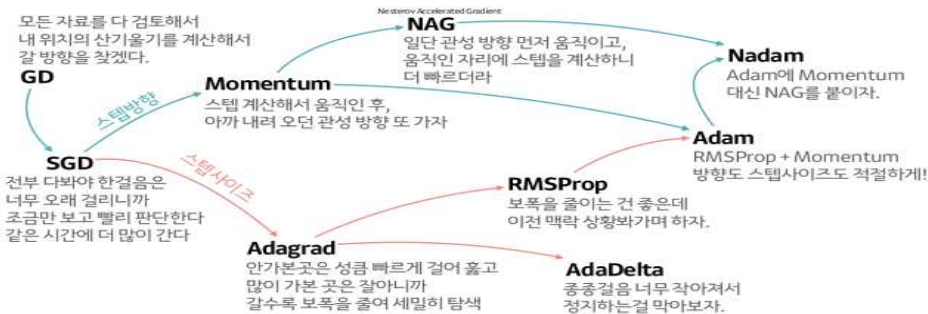 모든 자료를 다 검토해서
내 위치의 산기울기를 계산해서
갈 방향을 찾겠다.
GD
스텝방향
Momentum
스텝 계산해서 움직인 후,
아까 내려 오던 관성 방향 또 가자
Nesterov Accelerated Gradient
NAG
일단 관성 방향 먼저 움직이고,
움직인 자리에 스텝을 계산하니
더 빠르더라
Nadam
Adam에 Momentum
대신 NAG를 붙이자.
Adam
RMSProp + Momentum
방향도 스텝사이즈도 적절하게!
SGD
전부 다봐야 한걸음은
너무 오래 걸리니까
조금만 보고 빨리 판단한다
같은 시간에 더 많이 간다
스텝사이즈
RMSProp
보폭을 줄이는 건 좋은데
이전 맥락 상황봐가며 하자.
Adagrad
안가본곳은 성큼 빠르게 걸어 훑고
많이 가본 곳은 잘아니까
갈수록 보폭을 줄여 세밀히 탐색
AdaDelta
종종걸음 너무 작아져서
정지하는걸 막아보자.